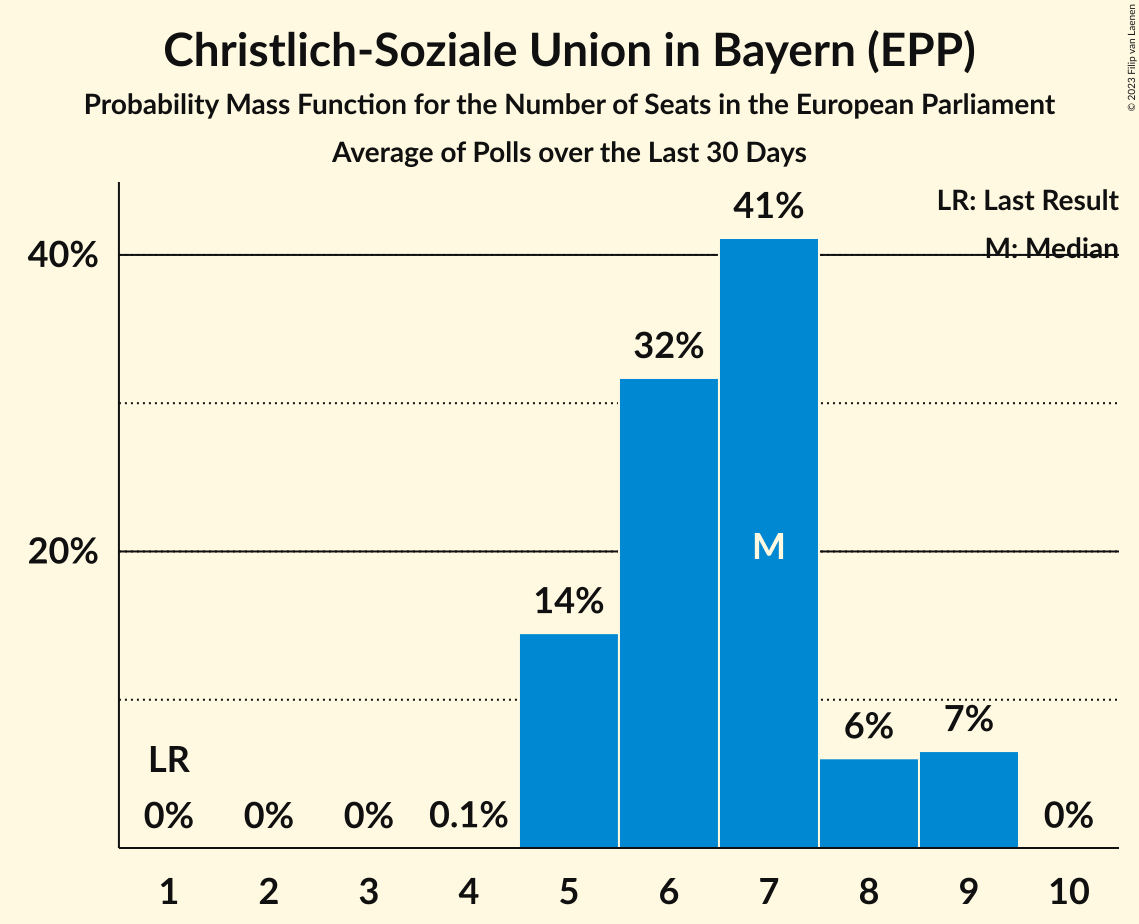 Christlich-Soziale Union in Bayern (EPP)
Probability Mass Function for the Number of Seats in the European Parliament
Average of Polls over the Last 30 Days
© 2023 Filip van Laenen
LR: Last Result
M: Median
41%
40%
32%
M
20%
14%
7%
6%
LR
0% 0% 0% 0.1% 0%
1 2 3 4 5 6 7 8 9 10